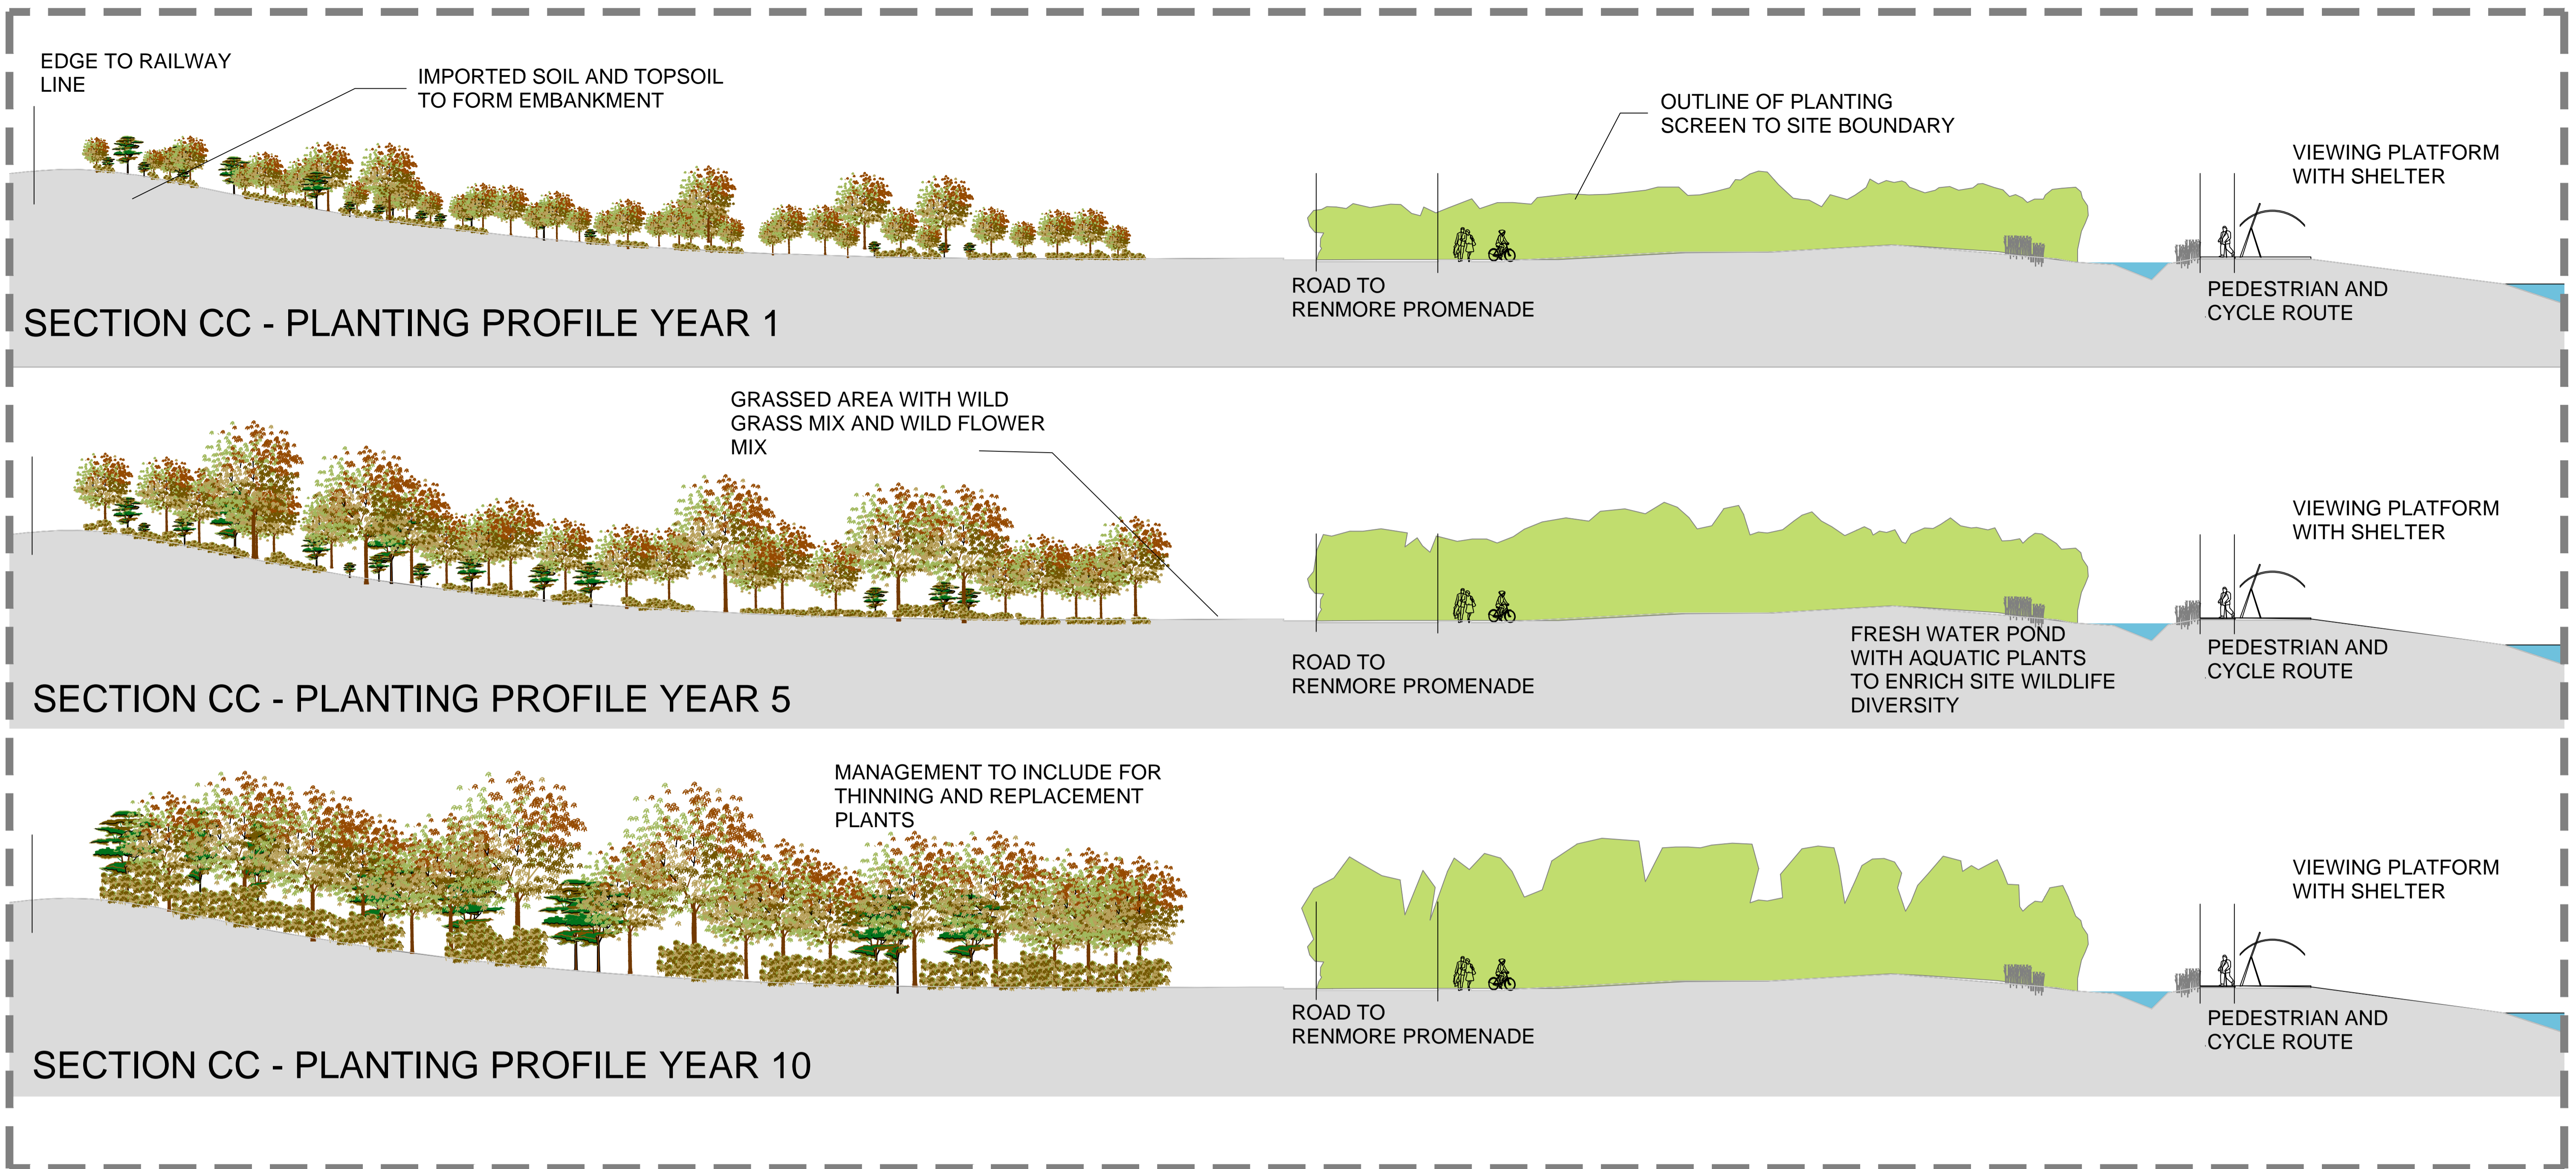 EDGE TO RAILWAY
LINE
IMPORTED SOIL AND TOPSOIL
TO FORM EMBANKMENT
OUTLINE OF PLANTING
SCREEN TO SITE BOUNDARY
VIEWING PLATFORM
WITH SHELTER
ROAD TO
RENMORE PROMENADE
PEDESTRIAN AND
CYCLE ROUTE
SECTION CC - PLANTING PROFILE YEAR 1
GRASSED AREA WITH WILD
GRASS MIX AND WILD FLOWER
MIX
VIEWING PLATFORM
WITH SHELTER
ROAD TO
RENMORE PROMENADE
FRESH WATER POND
WITH AQUATIC PLANTS
TO ENRICH SITE WILDLIFE
DIVERSITY
PEDESTRIAN AND
CYCLE ROUTE
SECTION CC - PLANTING PROFILE YEAR 5
MANAGEMENT TO INCLUDE FOR
THINNING AND REPLACEMENT
PLANTS
VIEWING PLATFORM
WITH SHELTER
ROAD TO
RENMORE PROMENADE
PEDESTRIAN AND
CYCLE ROUTE
SECTION CC - PLANTING PROFILE YEAR 10